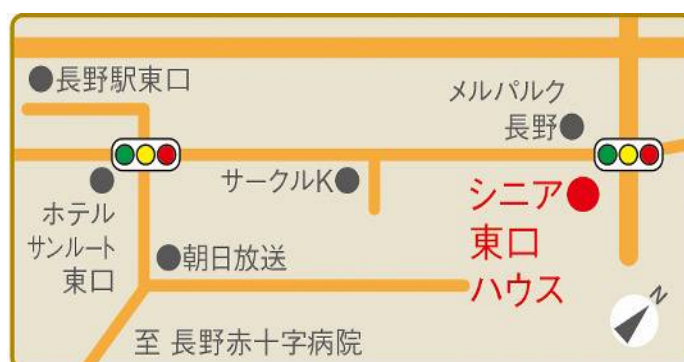 長野駅東口
メルパルク
長野
サークルK
シニア
東口
ハウス
ホテル
サンルート
東口
朝日放送
至 長野赤十字病院
N